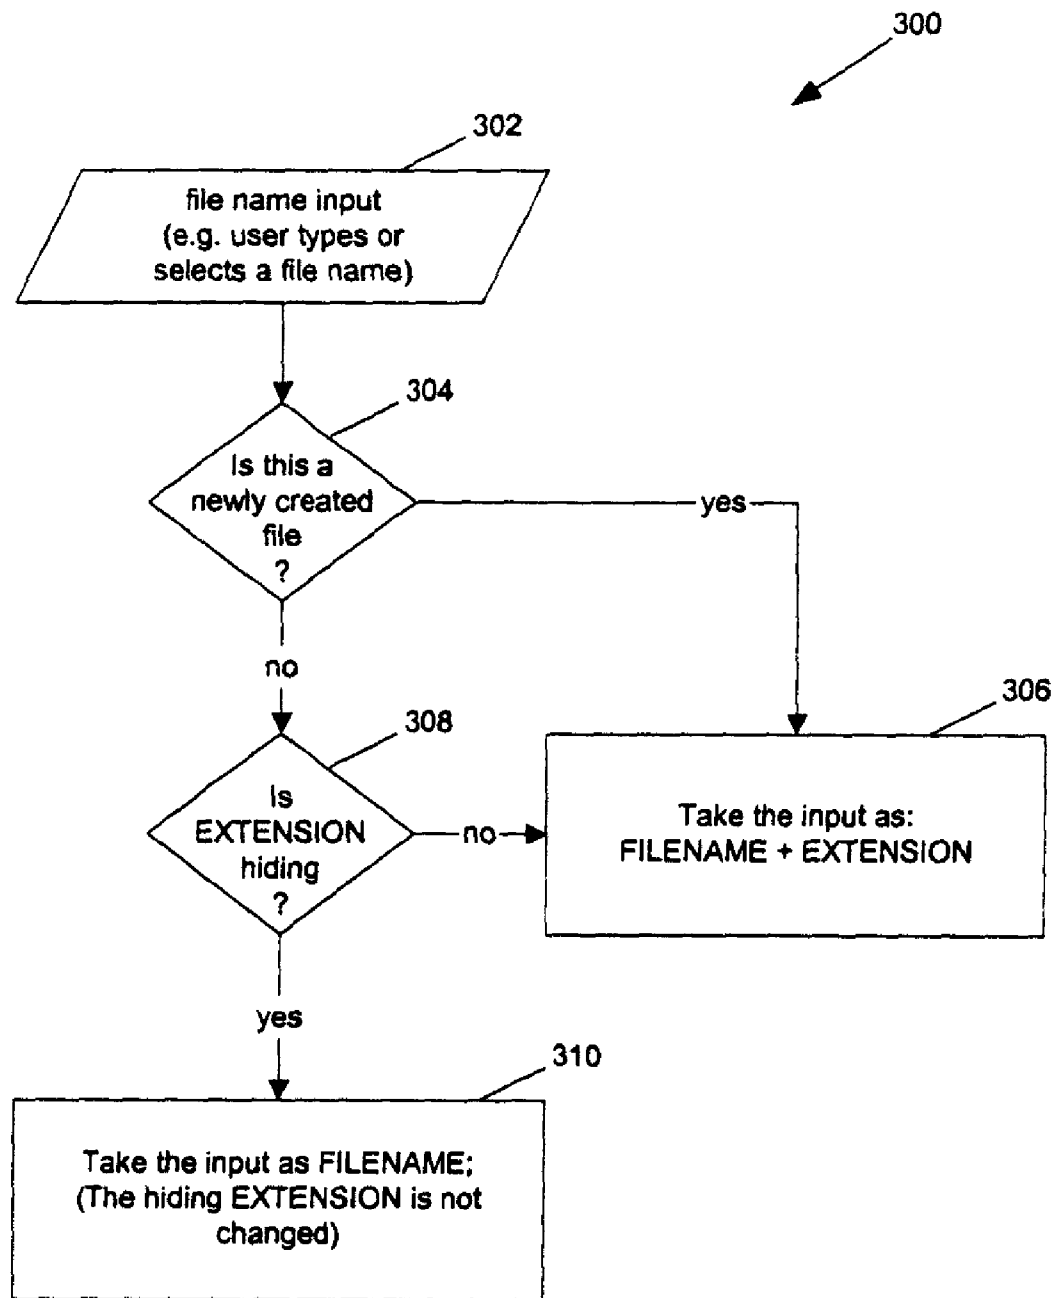 300
302
file name input
(e.g. user types or
selects a file name)
304
Is this a
newly created
file
?
yes
no
306
308
Is
EXTENSION
hiding
?
no
Take the input as:
FILENAME + EXTENSION
yes
310
Take the input as FILENAME;
(The hiding EXTENSION is not
changed)